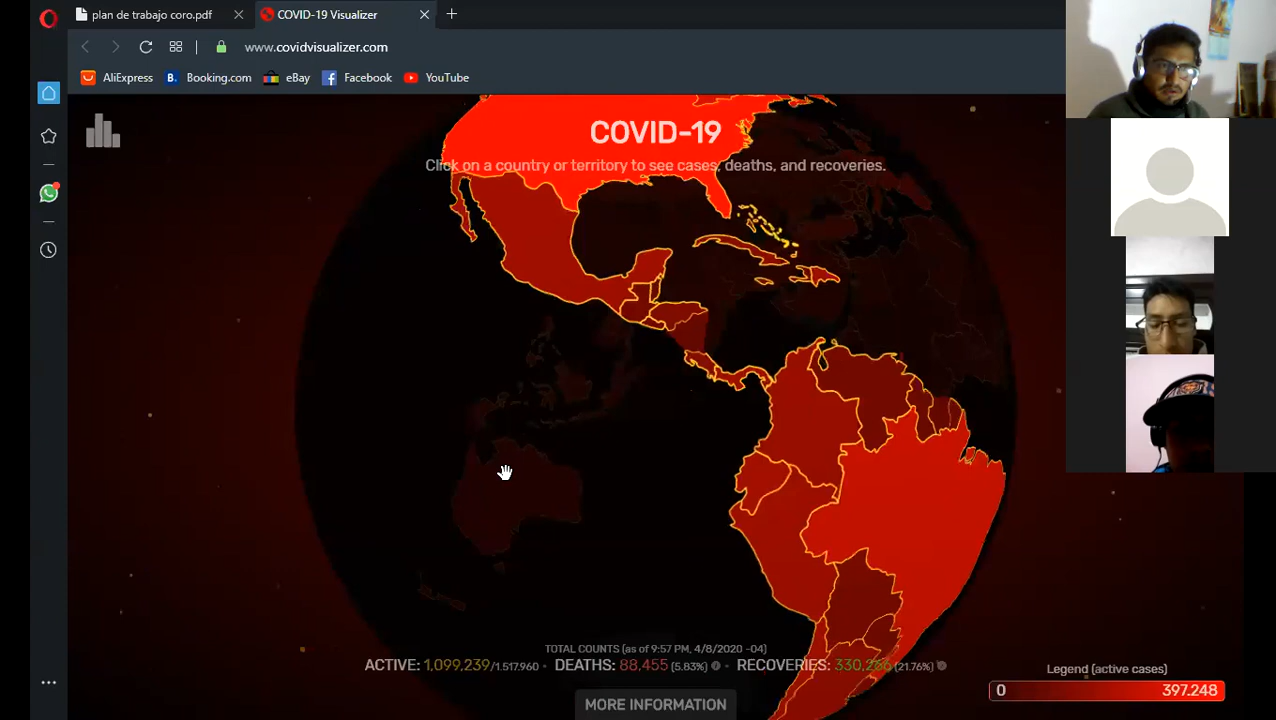 plan de trabajo coro.pdf
COVID-19 Visualizer
www.covidvisualizer.com
AliExpress
B. Booking.com
eBay
Facebook
YouTube
COVID-19
Click on a country or territory to see cases, deaths, and recoveries.
TOTAL COUNTS (as of 9:57 PM, 4/8/2020 -04)
ACTIVE: 1,099,239/1.517.960 • DEATHS: 88,455 (5.83%) • RECOVERIES: 330,266 (21.76%)
MORE INFORMATION
Legend (active cases)
0 397.248